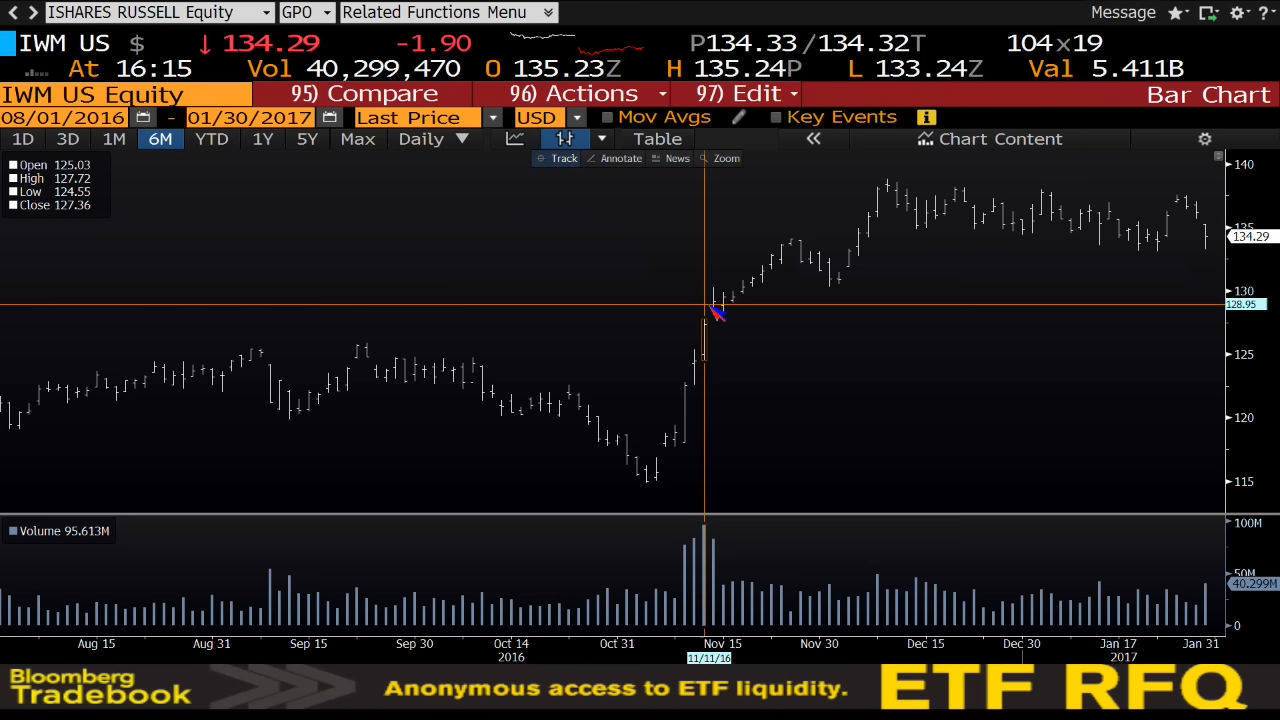 ISHARES RUSSELL Equity GPO Related Functions Menu Message ?
IWM US $ ↓ 134.29 -1.90 P134.33 /134.32T 104 x19
At 16:15 Vol 40,299,470 O 135.23Z H 135.24P L 133.24Z Val 5.411B
IWM US Equity 95) Compare 96) Actions 97) Edit Bar Chart
08/01/2016 - 01/30/2017 Last Price USD Mov Avgs Key Events i
1D 3D 1M 6M YTD 1Y 5Y Max Daily Table « Chart Content
Track Annotate News Zoom
Open 125.03
High 127.72
Low 124.55
Close 127.36
140
135
134.29
130
128.95
125
120
115
Volume 95.613M
100M
50M
40.299M
0
Aug 15 Aug 31 Sep 15 Sep 30 Oct 14 Oct 31 Nov 15 Nov 30 Dec 15 Dec 30 Jan 17 Jan 31
2016 11/11/16 2017
Bloomberg
Tradebook
Anonymous access to ETF liquidity.
ETF RFQ